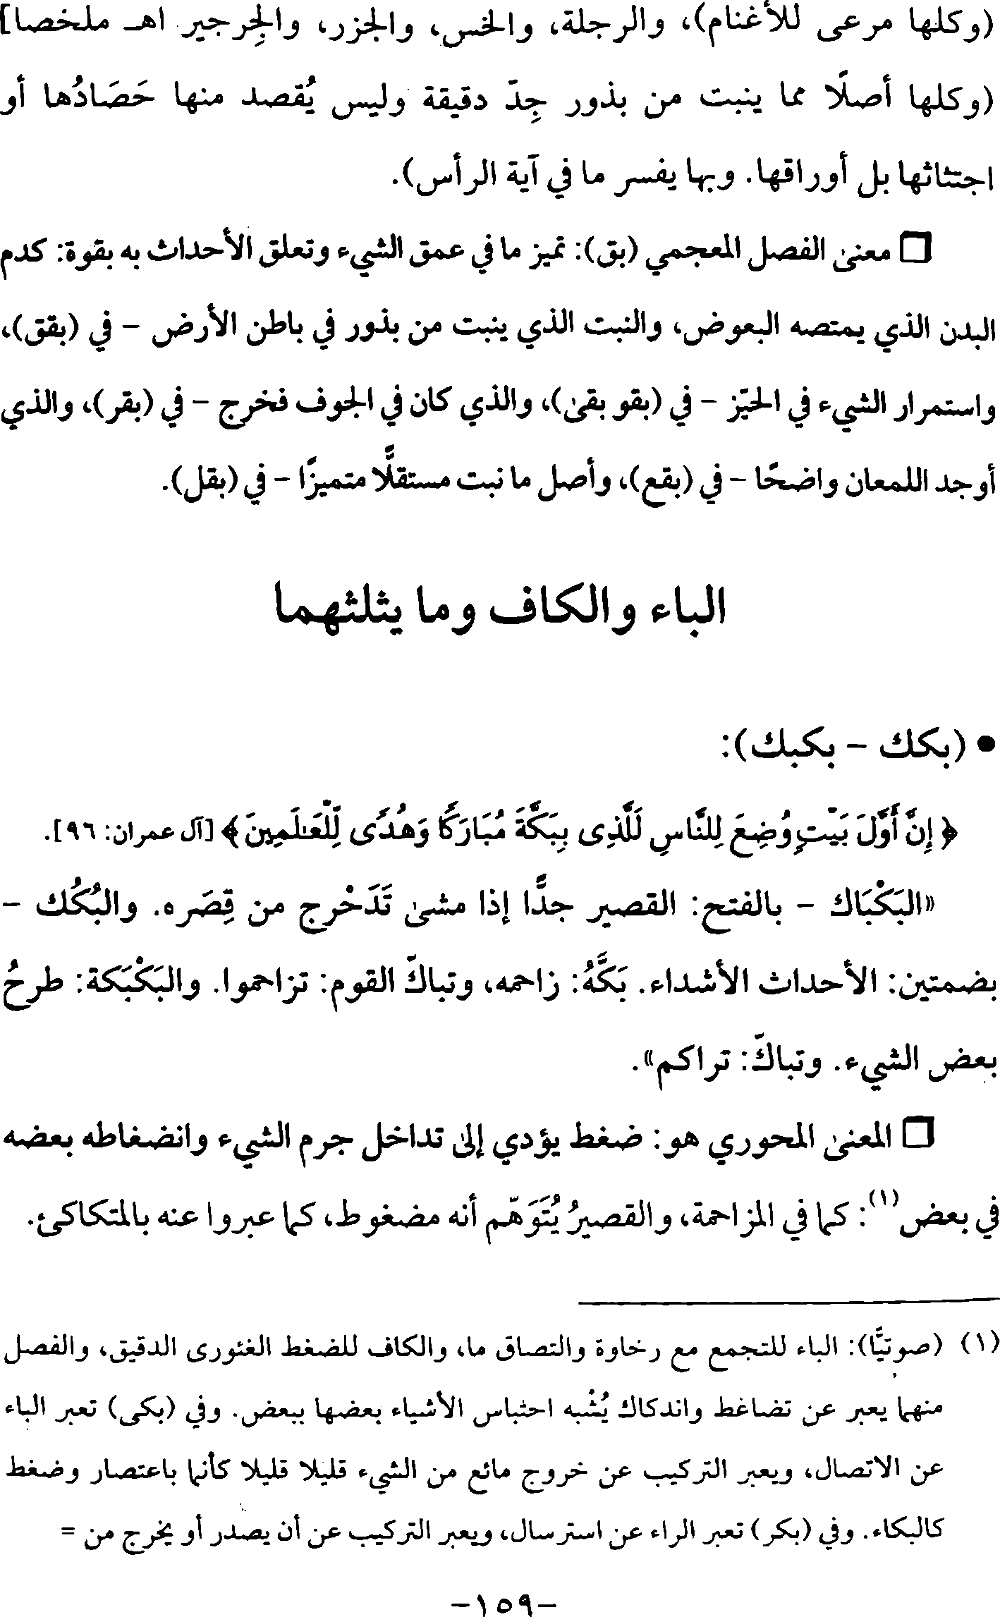 (وكلها مرعى للأغنام)، والرجلة، والخس، والجزر، والجِرجير اهـ ملخصا]
(وكلها أصلًا مما ينبت من بذور جِدّ دقيقة وليس يُقصد منها حَصَادُها أو
اجتثاثها بل أوراقها. وبها يفسر ما في آية الرأس).
❒ معنى الفصل المعجمي (بق): تميز ما في عمق الشيء وتعلق الأحداث به بقوة: كدم
البدن الذي يمتصه البعوض، والنبت الذي ينبت من بذور في باطن الأرض - في (بقق)،
واستمرار الشيء في الحيّز - في (بقو بقى)، والذي كان في الجوف فخرج - في (بقر)، والذي
أوجد اللمعان واضحًا - في (بقع)، وأصل ما نبت مستقلًّا متميزًا - في (بقل).
الباء والكاف وما يثلثهما
• (بكك - بكبك):
﴿إِنَّ أَوَّلَ بَيْتٍ وُضِعَ لِلنَّاسِ لَلَّذِى بِبَكَّةَ مُبَارَكًا وَهُدًى لِّلْعَـٰلَمِينَ﴾ [آل عمران: ٩٦].
«البَكْبَاك - بالفتح: القصير جدًّا إذا مشى تَدَحْرج من قِصَره. والبُكُك -
بضمتين: الأحداث الأشداء. بَكَّهُ: زاحمه، وتباكّ القوم: تزاحموا. والبَكْبَكة: طرحُ
بعض الشيء. وتباكّ: تراكم».
❒ المعنى المحوري هو: ضغط يؤدي إلى تداخل جرم الشيء وانضغاطه بعضه
في بعض(١): كما في المزاحمة، والقصيرُ يُتَوَهّم أنه مضغوط، كما عبروا عنه بالمتكاكئ.
(١) (صوتيًّا): الباء للتجمع مع رخاوة والتصاق ما، والكاف للضغط الغئورى الدقيق، والفصل
منهما يعبر عن تضاغط واندكاك يُشْبه احتباس الأشياء بعضها ببعض. وفي (بكى) تعبر الياء
عن الاتصال، ويعبر التركيب عن خروج مائع من الشيء قليلا قليلا كأنما باعتصار وضغط
كالبكاء. وفي (بكر) تعبر الراء عن استرسال، ويعبر التركيب عن أن يصدر أو يخرج من =
-١٥٩-